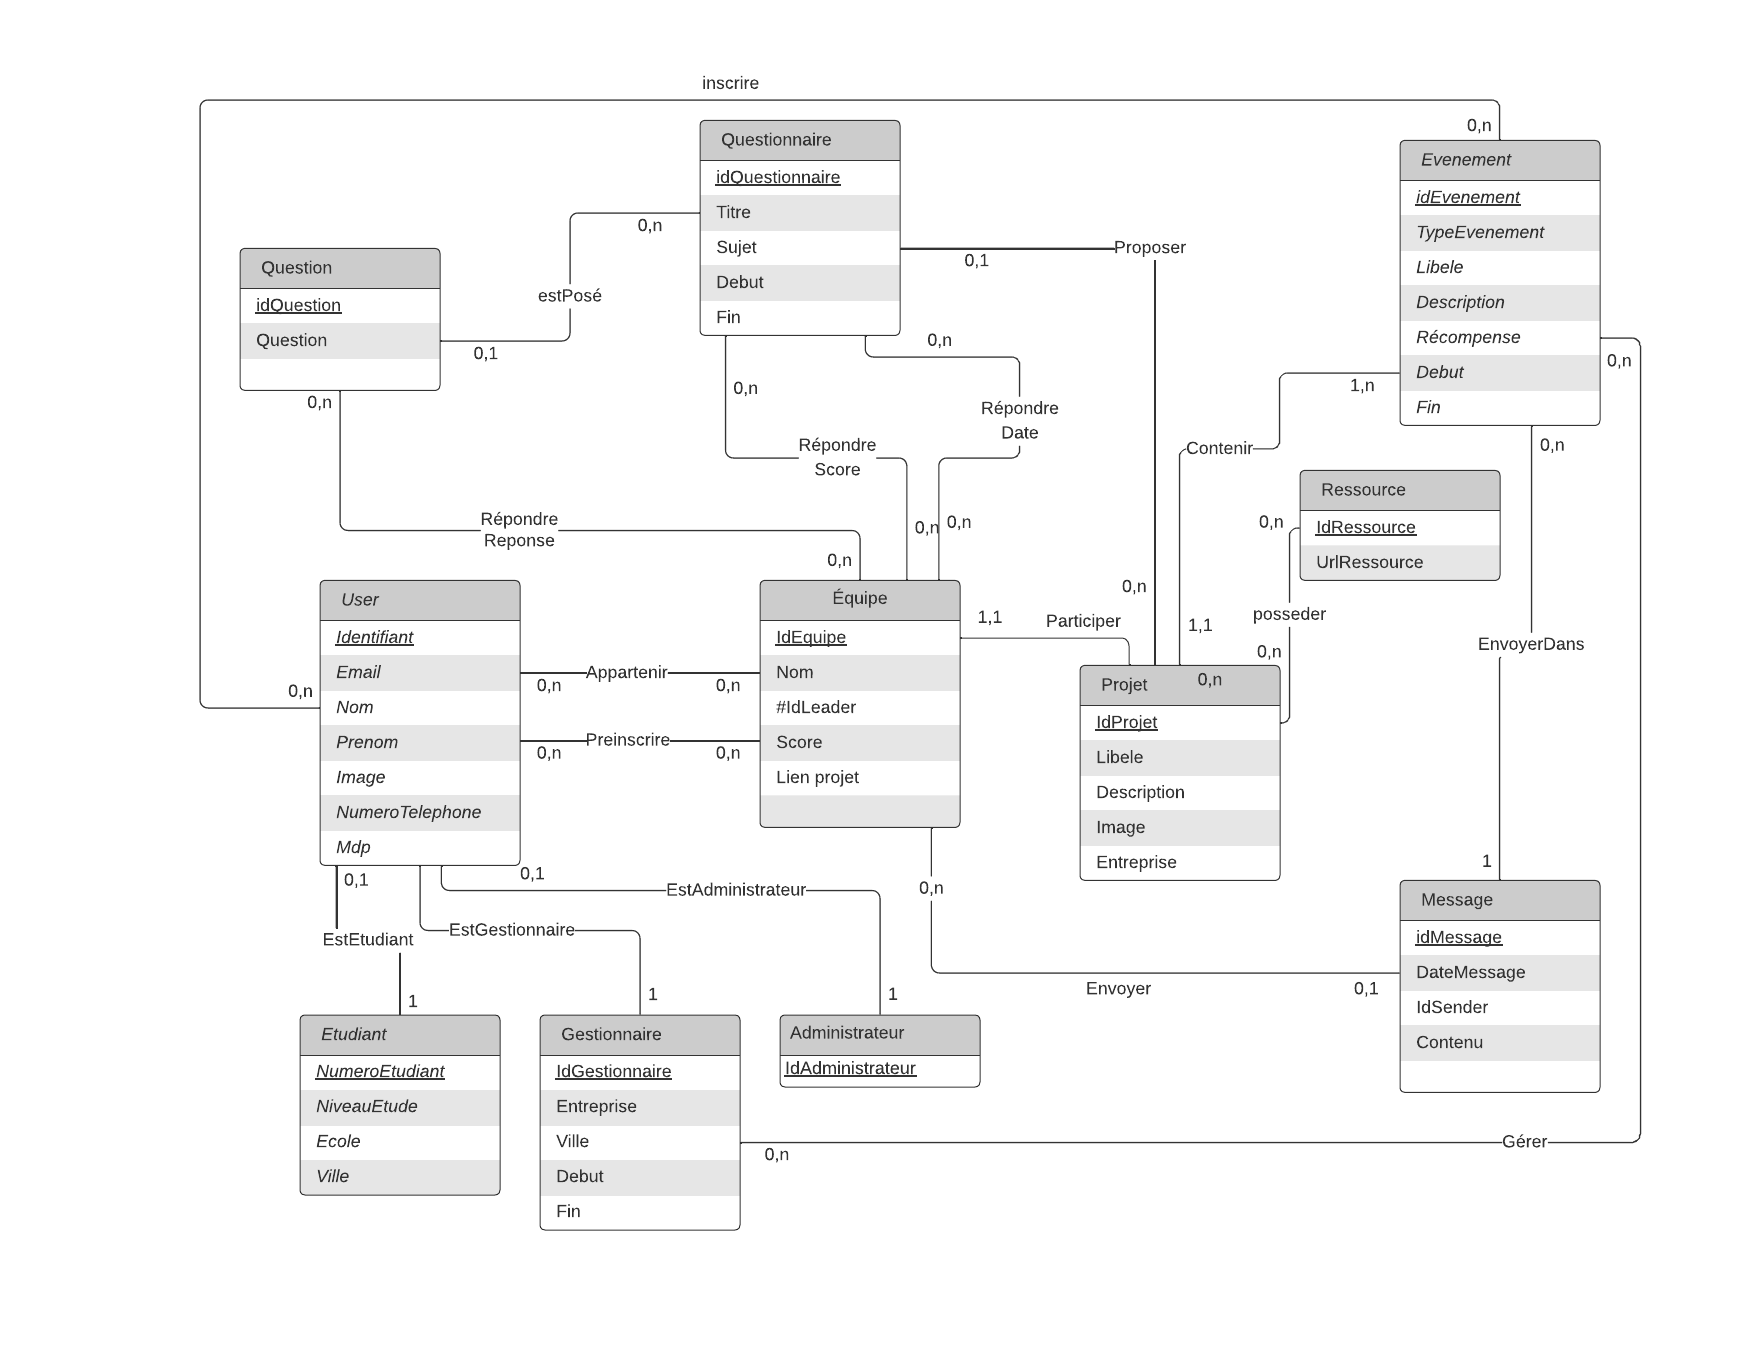 inscrire
0,n
Questionnaire
idQuestionnaire
Titre
Sujet
Debut
Fin
Evenement
idEvenement
TypeEvenement
Libele
Description
Récompense
Debut
Fin
0,n
estPosé
0,1
Question
idQuestion
Question
0,n
0,1
Proposer
0,n
0,n
Répondre
Score
0,n
0,n
Répondre
Date
0,n
1,n
Contenir
1,1
0,n
0,n
Ressource
IdRessource
UrlRessource
0,n
posseder
0,n
EnvoyerDans
1
Répondre
Reponse
0,n
User
Identifiant
Email
Nom
Prenom
Image
NumeroTelephone
Mdp
0,n
0,n
Appartenir
0,n
0,n
Preinscrire
0,n
Équipe
IdEquipe
Nom
#IdLeader
Score
Lien projet
1,1
Participer
0,n
Projet
IdProjet
Libele
Description
Image
Entreprise
0,1
EstEtudiant
1
EstGestionnaire
1
0,1
EstAdministrateur
1
0,n
Envoyer
0,1
Message
idMessage
DateMessage
IdSender
Contenu
Etudiant
NumeroEtudiant
NiveauEtude
Ecole
Ville
Gestionnaire
IdGestionnaire
Entreprise
Ville
Debut
Fin
Administrateur
IdAdministrateur
0,n
Gérer